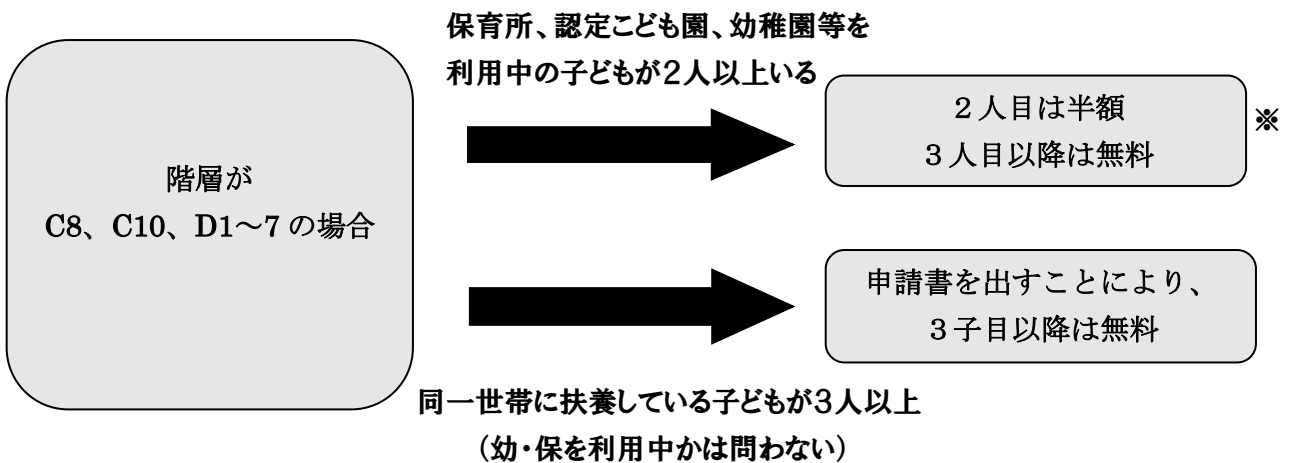 保育所、認定こども園、幼稚園等を
利用中の子どもが2人以上いる
階層が
C8、C10、D1～7の場合
2人目は半額
3人目以降は無料
※
申請書を出すことにより、
3子目以降は無料
同一世帯に扶養している子どもが3人以上
（幼・保を利用中かは問わない）